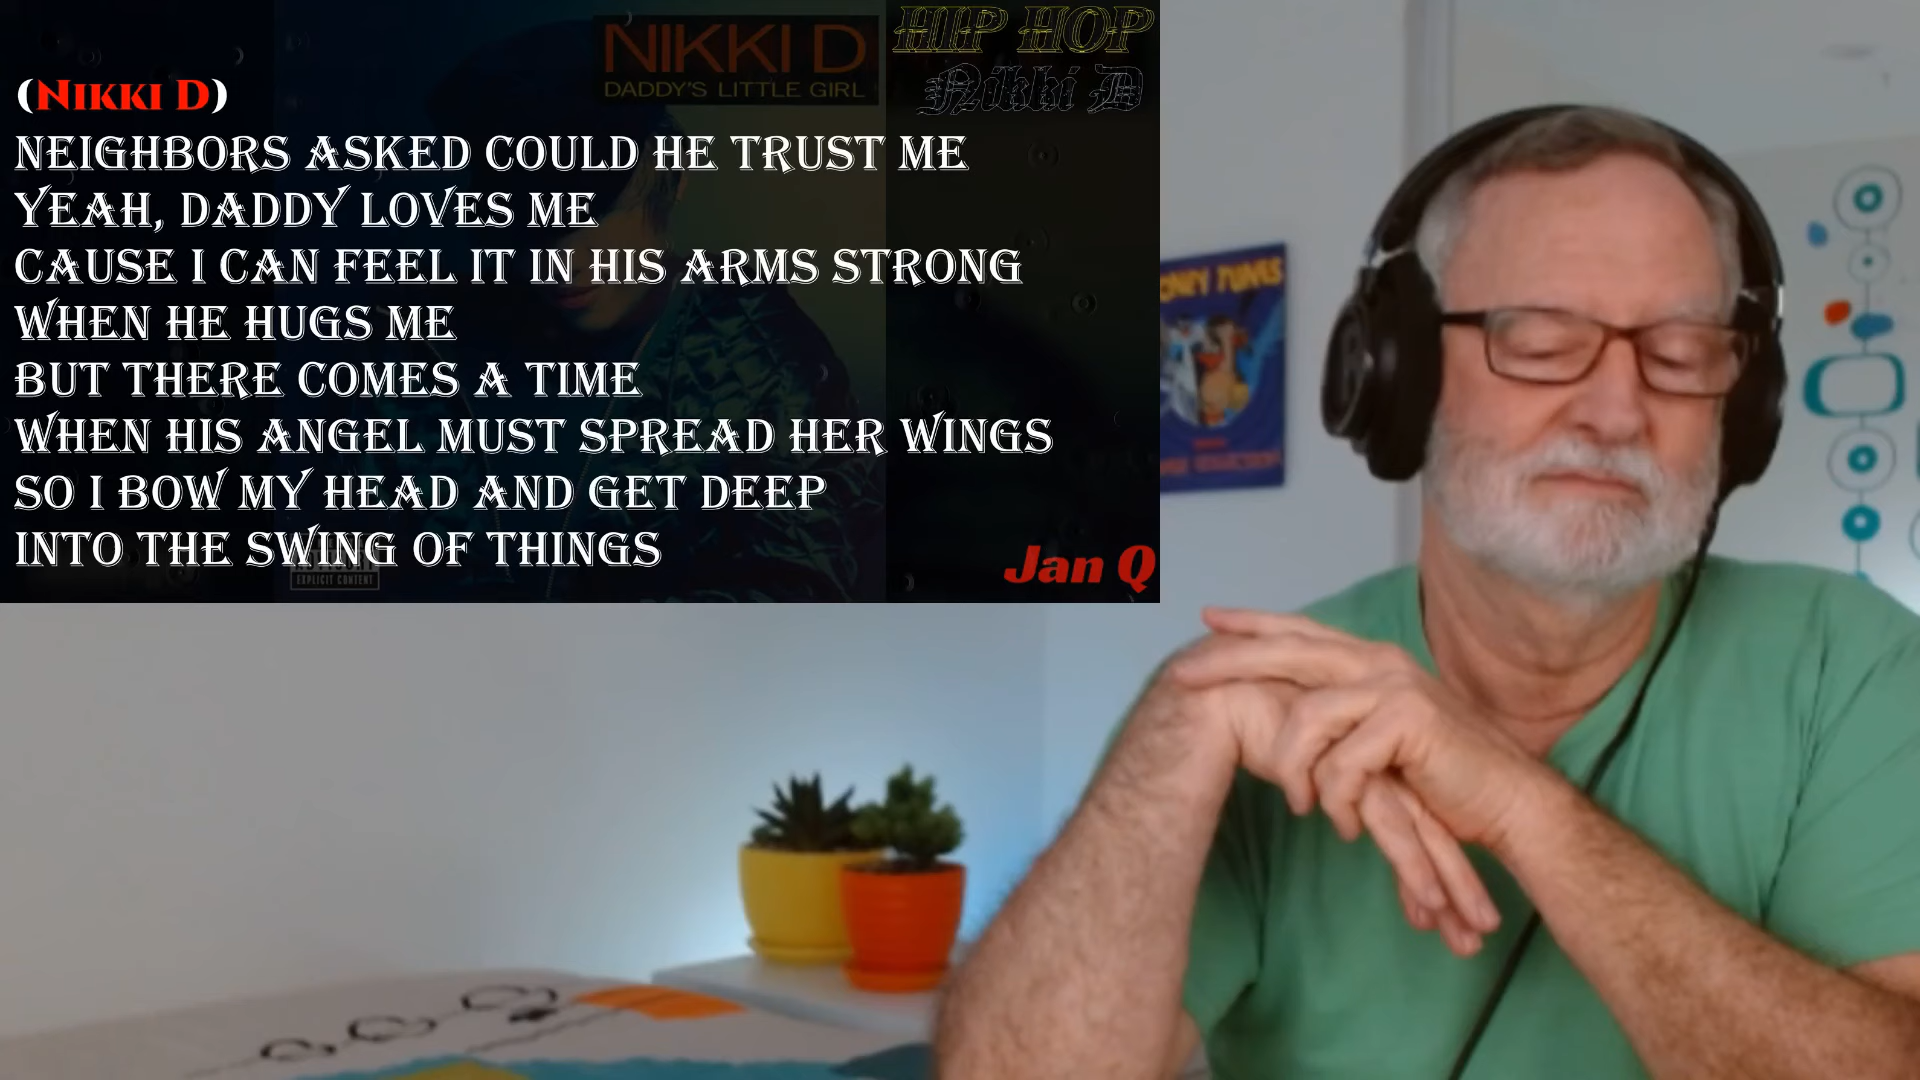 NIKKI D
DADDY'S LITTLE GIRL
HIP HOP
Nikki D
(NIKKI D)
NEIGHBORS ASKED COULD HE TRUST ME
YEAH, DADDY LOVES ME
CAUSE I CAN FEEL IT IN HIS ARMS STRONG
WHEN HE HUGS ME
BUT THERE COMES A TIME
WHEN HIS ANGEL MUST SPREAD HER WINGS
SO I BOW MY HEAD AND GET DEEP
INTO THE SWING OF THINGS
EXPLICIT CONTENT
Jan Q